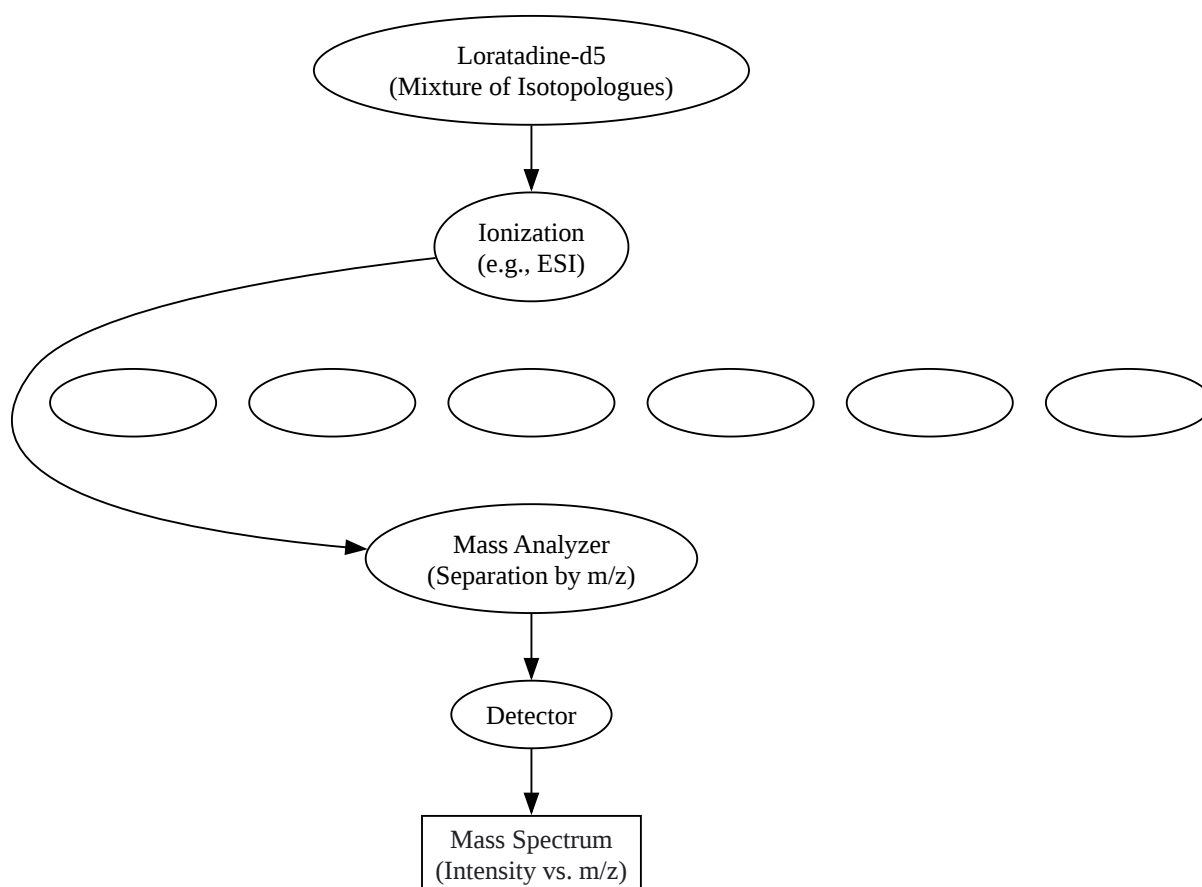 Loratadine-d5
(Mixture of Isotopologues)
Ionization
(e.g., ESI)
Mass Analyzer
(Separation by m/z)
Detector
Mass Spectrum
(Intensity vs. m/z)